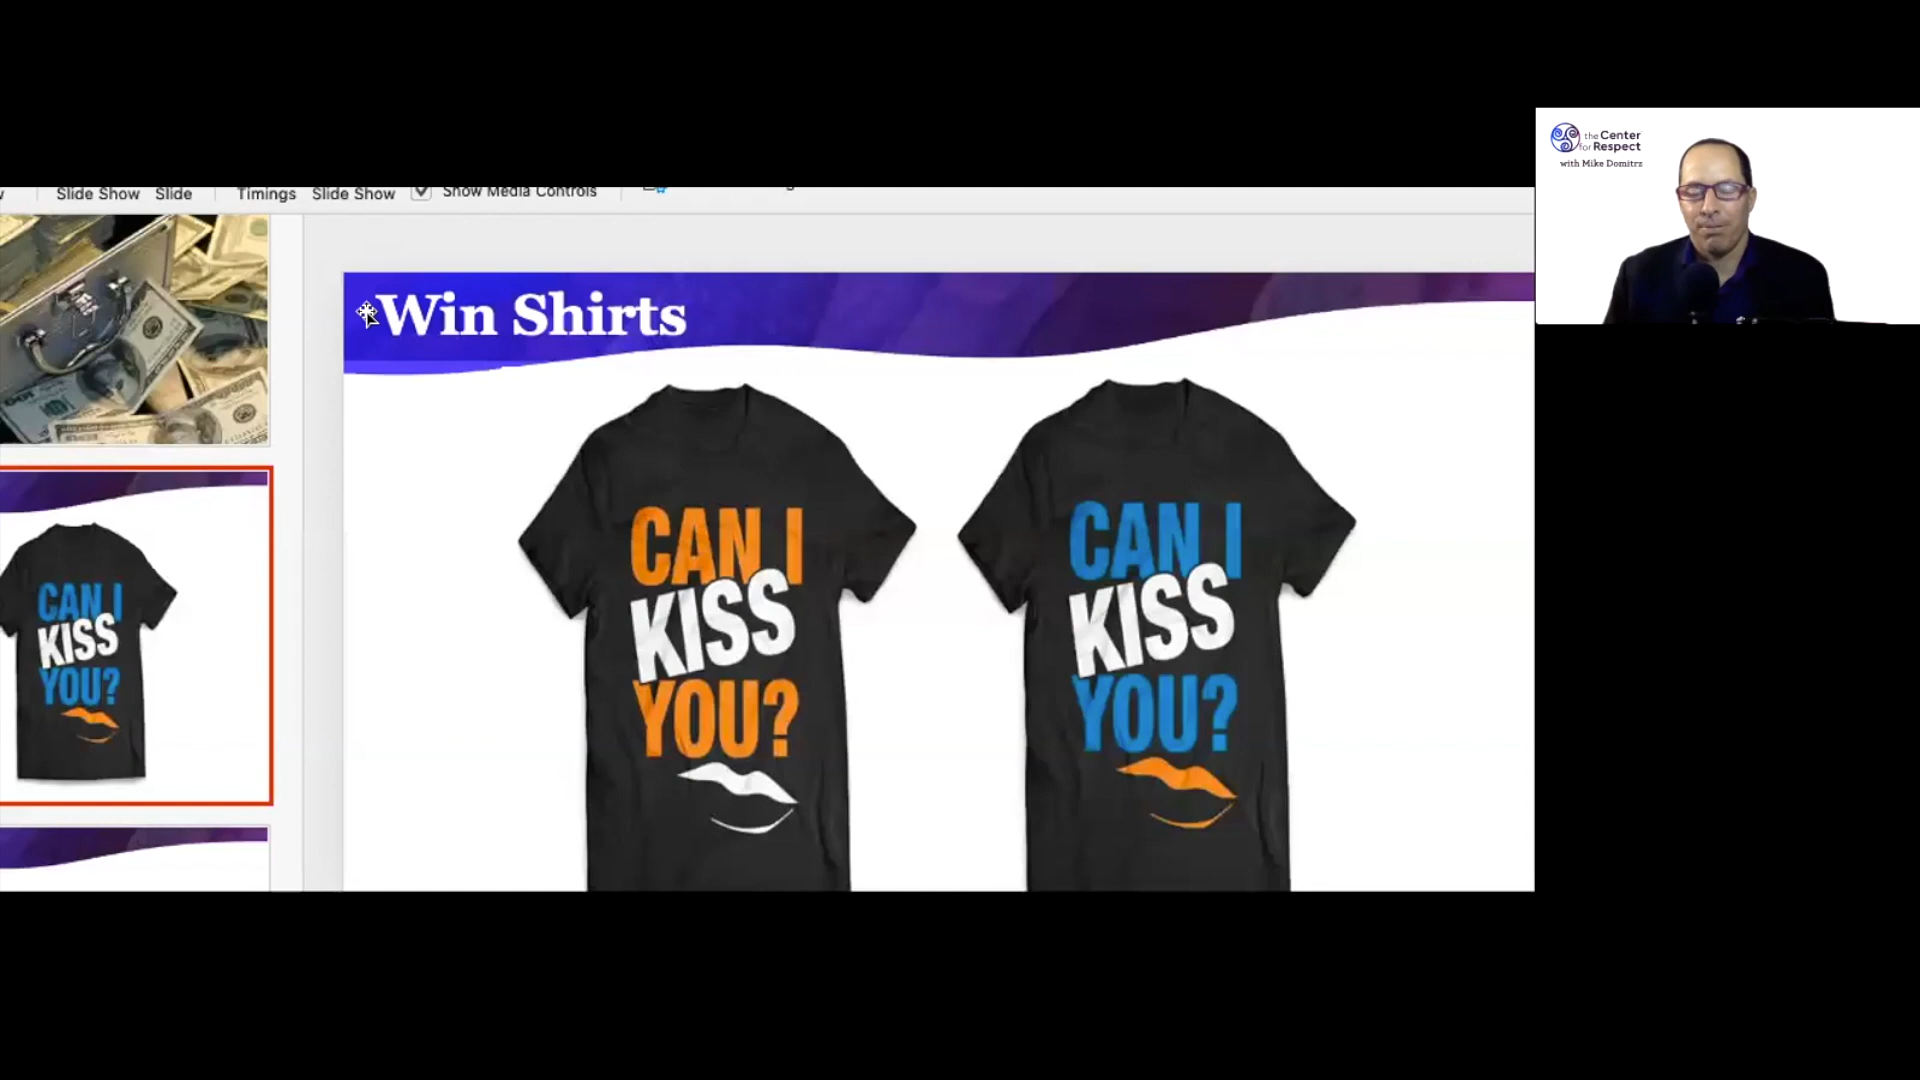 Slide Show Slide Timings Slide Show Show Media Controls
Win Shirts
CAN I
KISS
YOU?
CAN I
KISS
YOU?
CAN I
KISS
YOU?
the Center
for Respect
with Mike Domitrz